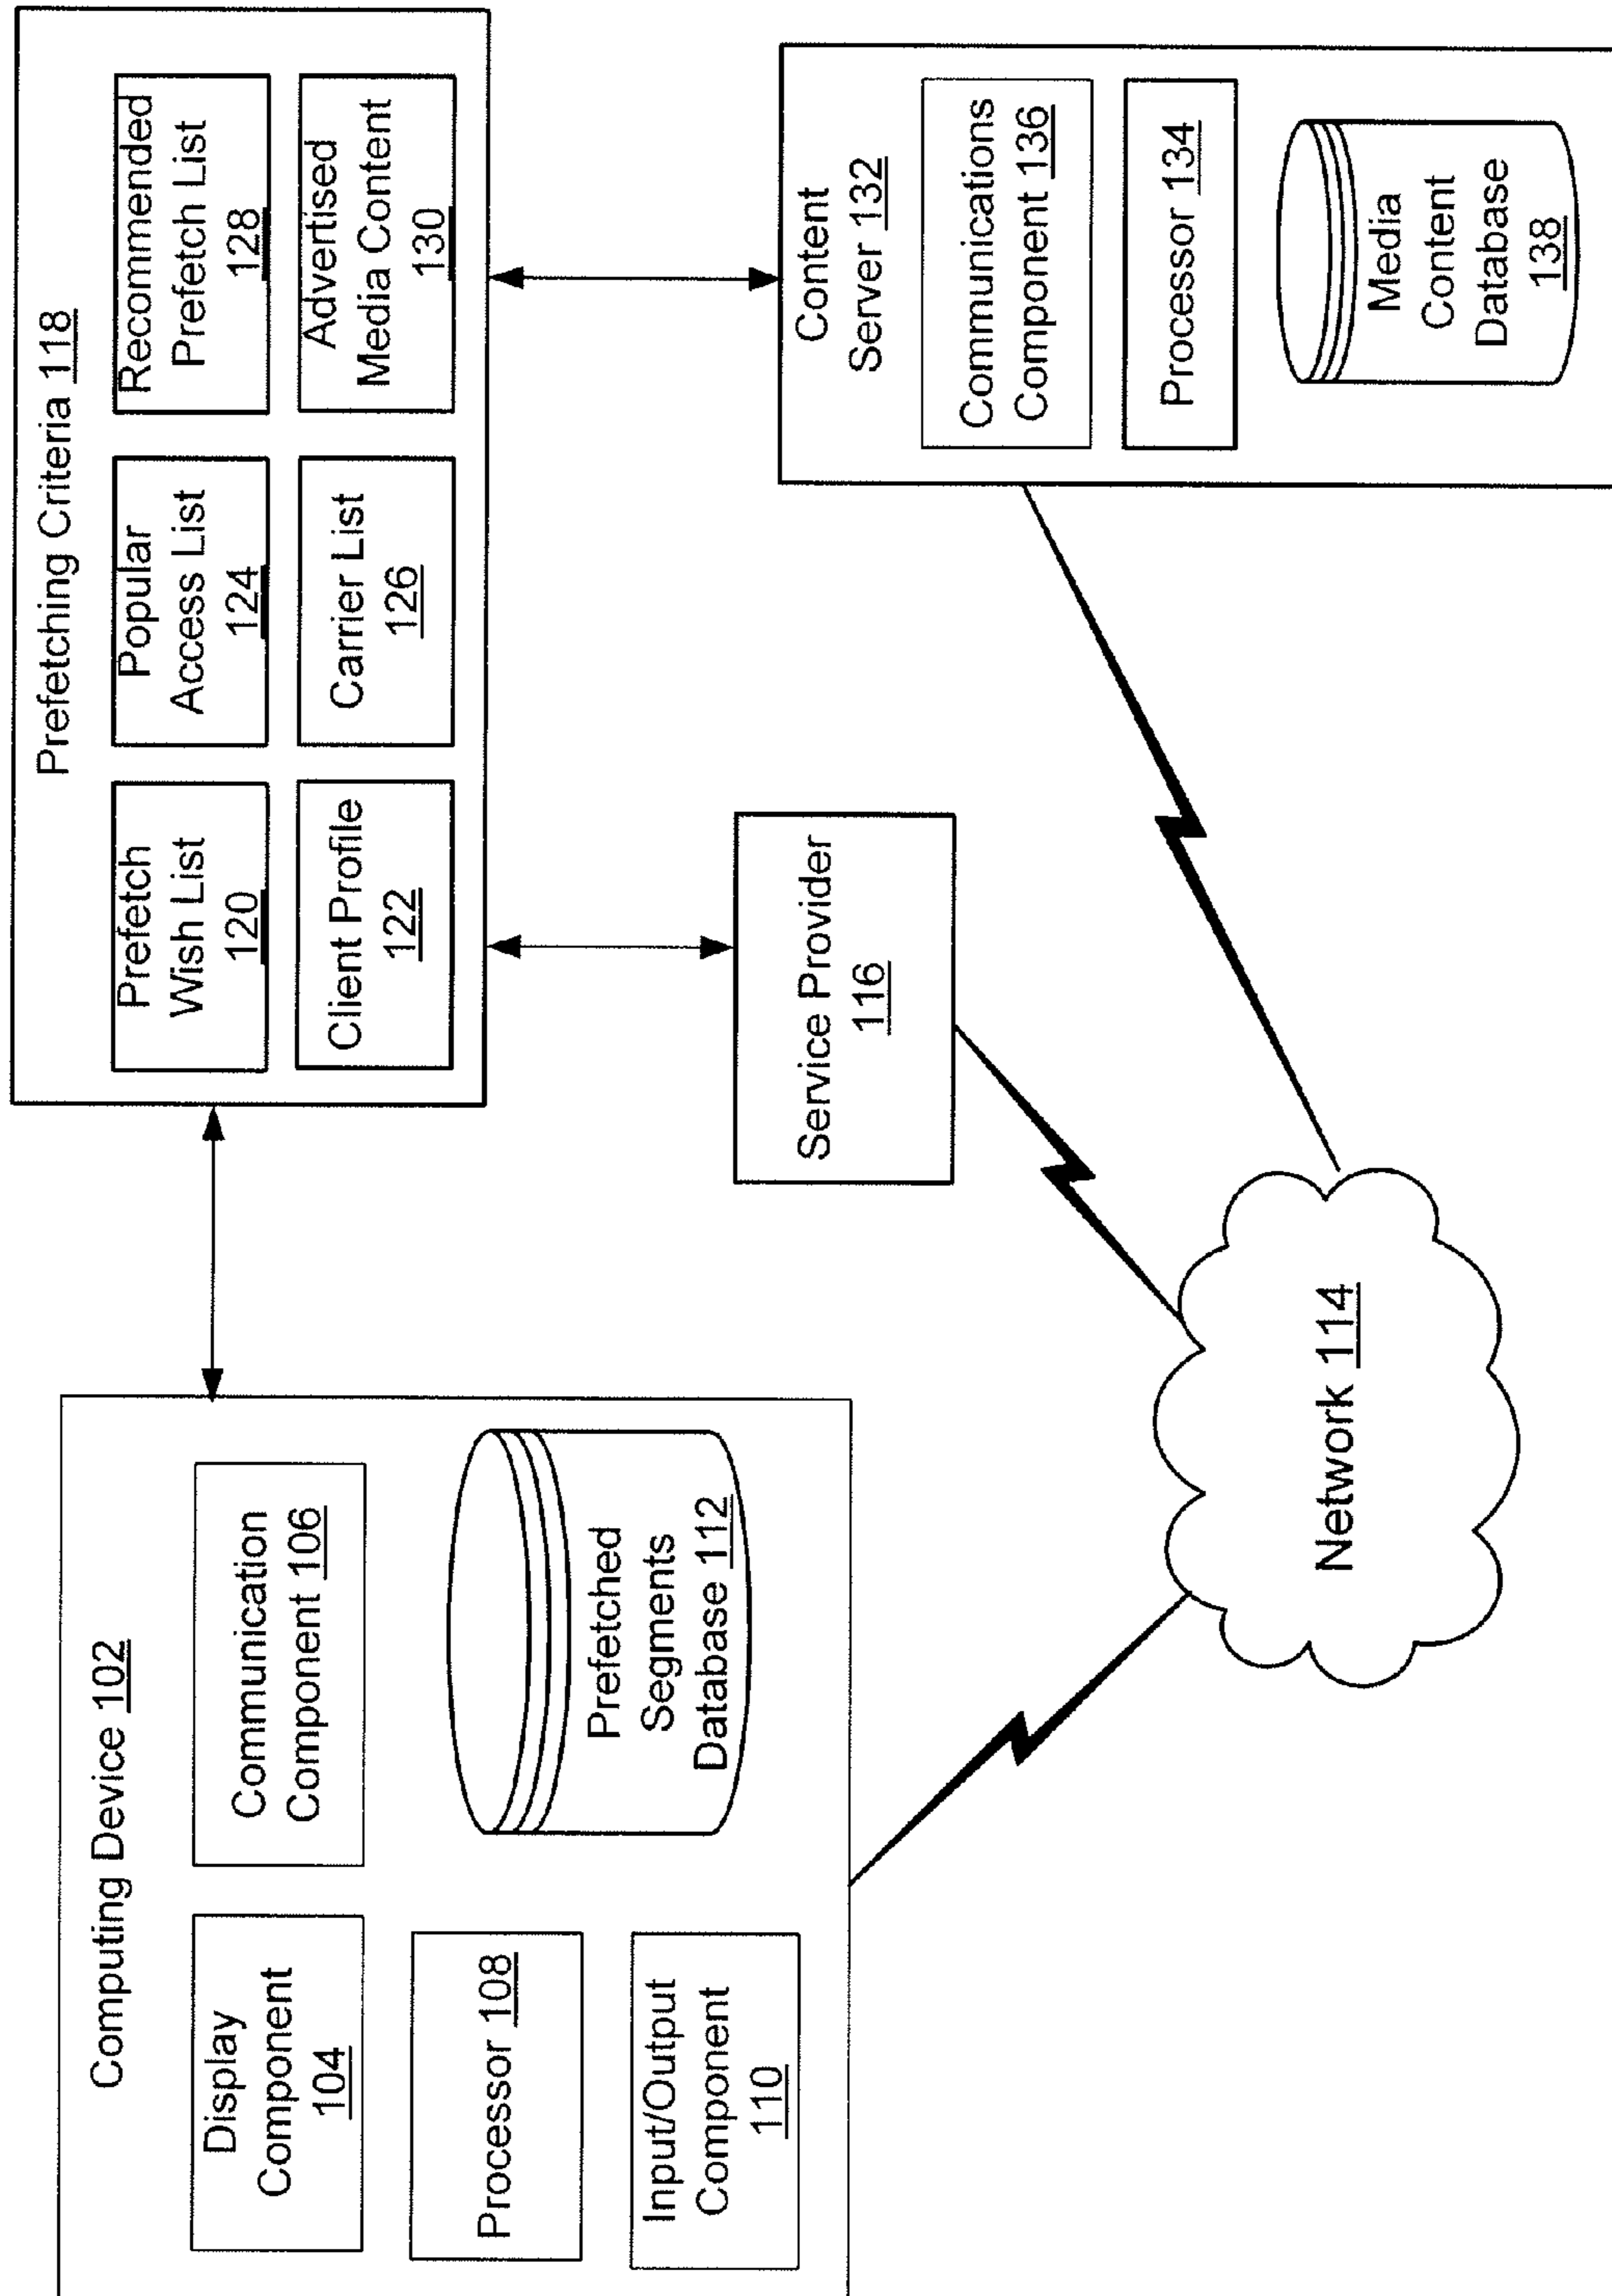 Computing Device 102
Display
Component
104
Communication
Component 106
Processor 108
Input/Output
Component
110
Prefetched
Segments
Database 112
Prefetching Criteria 118
Prefetch
Wish List
120
Popular
Access List
124
Recommended
Prefetch List
128
Client Profile
122
Carrier List
126
Advertised
Media Content
130
Service Provider
116
Content
Server 132
Communications
Component 136
Processor 134
Media
Content
Database
138
Network 114